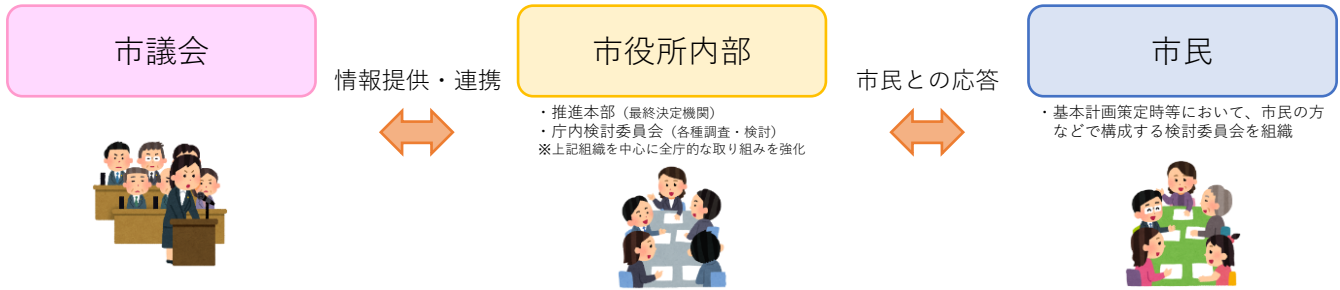 市議会
情報提供・連携
市役所内部
・推進本部（最終決定機関）
・庁内検討委員会（各種調査・検討）
※上記組織を中心に全庁的な取り組みを強化
市民との応答
市民
・基本計画策定時等において、市民の方
などで構成する検討委員会を組織